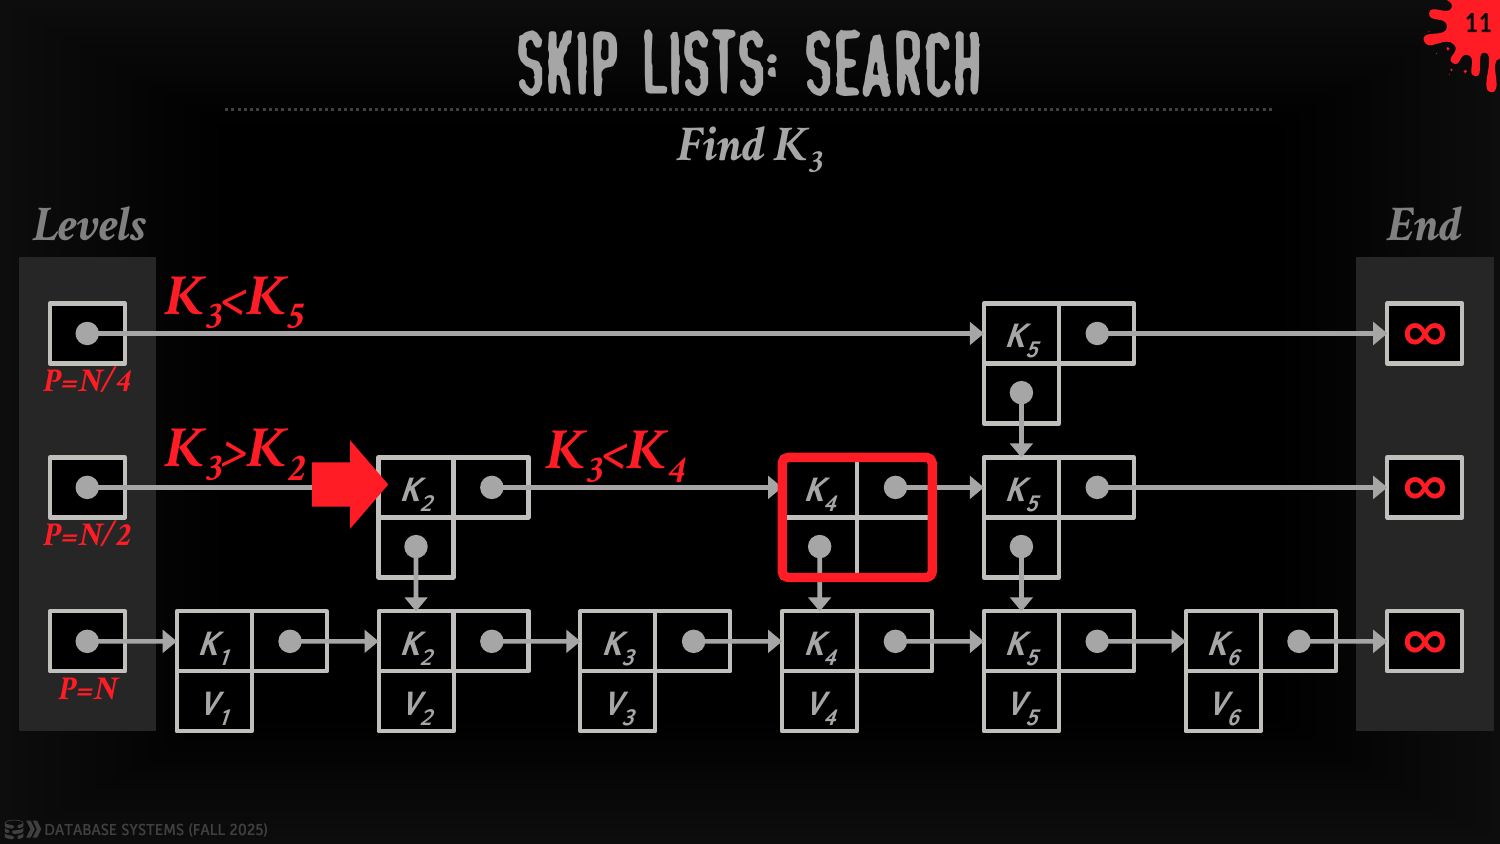 11
SKIP LISTS: SEARCH
Find K₃
Levels
End
K₃<K₅
K₅
∞
P=N/4
K₃>K₂
K₃<K₄
K₂
K₄
K₅
∞
P=N/2
K₁
K₂
K₃
K₄
K₅
K₆
∞
P=N
V₁
V₂
V₃
V₄
V₅
V₆
DATABASE SYSTEMS (FALL 2025)